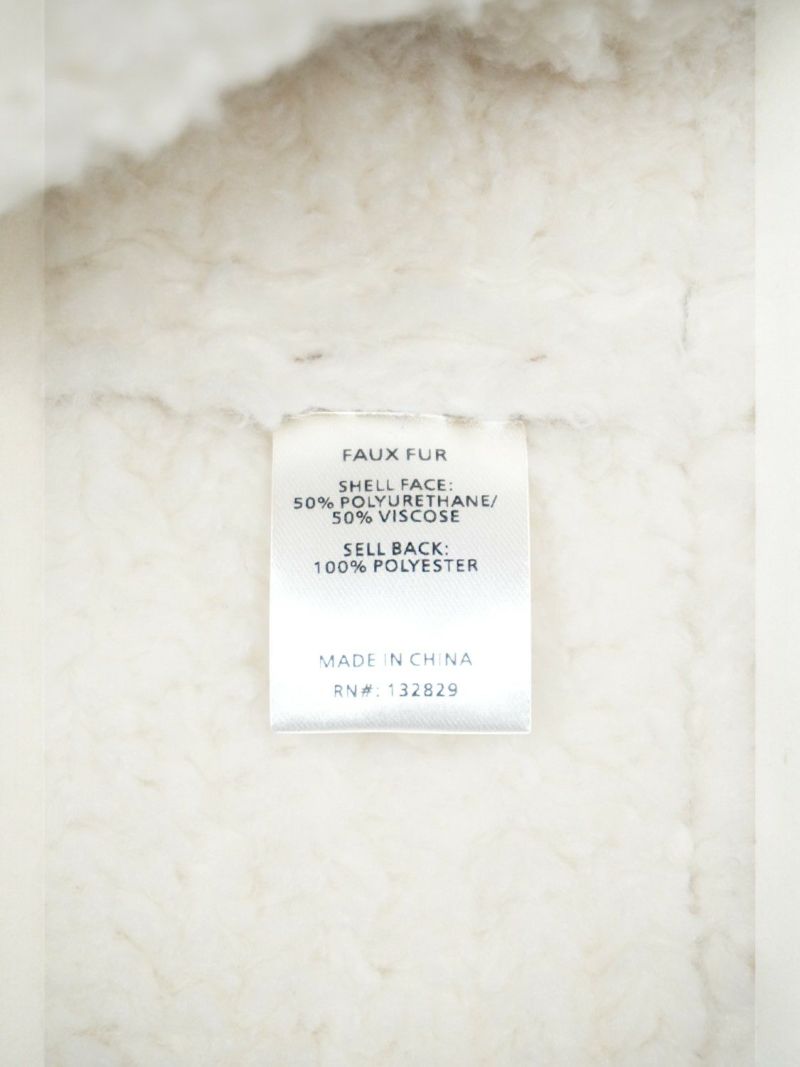 FAUX FUR
SHELL FACE:
50% POLYURETHANE/
50% VISCOSE
SELL BACK:
100% POLYESTER
MADE IN CHINA
RN#: 132829